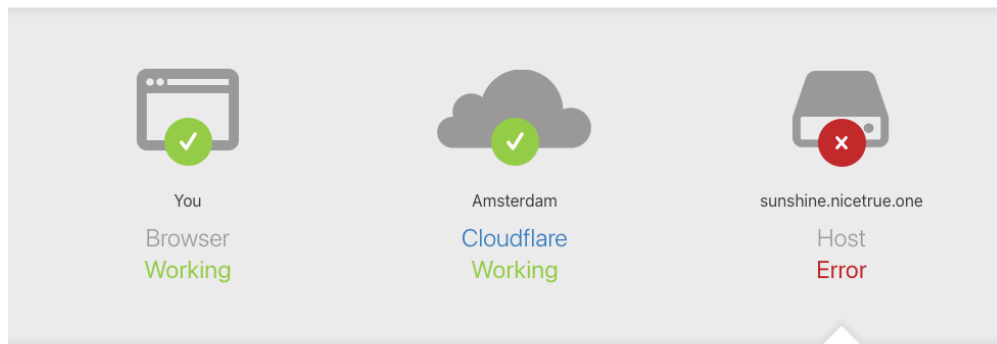 You
Browser
Working
Amsterdam
Cloudflare
Working
sunshine.nicetrue.one
Host
Error